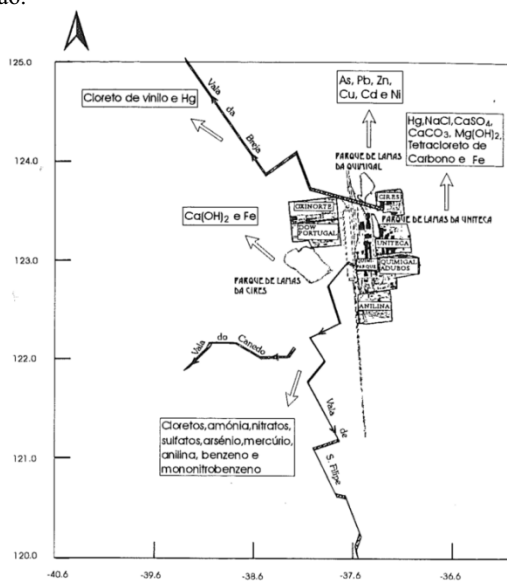 ão.
125.0
124.0
123.0
122.0
121.0
120.0
-40.6
-39.6
-38.6
-37.6
-36.6
Vala da Breja
Cloreto de vinilo e Hg
As, Pb, Zn,
Cu, Cd e Ni
Hg,NaCl,CaSO4,
CaCO3, Mg(OH)2,
Tetracloreto de
Carbono e Fe
PARQUE DE LAMAS
DA QUIMIGAL
CIRES
PARQUE DE LAMAS DA UNITECA
OXINORTE
DOW
PORTUGAL
UNITECA
Ca(OH)2 e Fe
PARQUE DE LAMAS
DA CIRES
QUIMI
PARQUE
QUIMIGAL
ADUBOS
ANILINA
Vala do Canedo
Vala de
S. Filipe
Cloretos,amónia,nitratos,
sulfatos,arsénio,mercúrio,
anilina, benzeno e
mononitrobenzeno